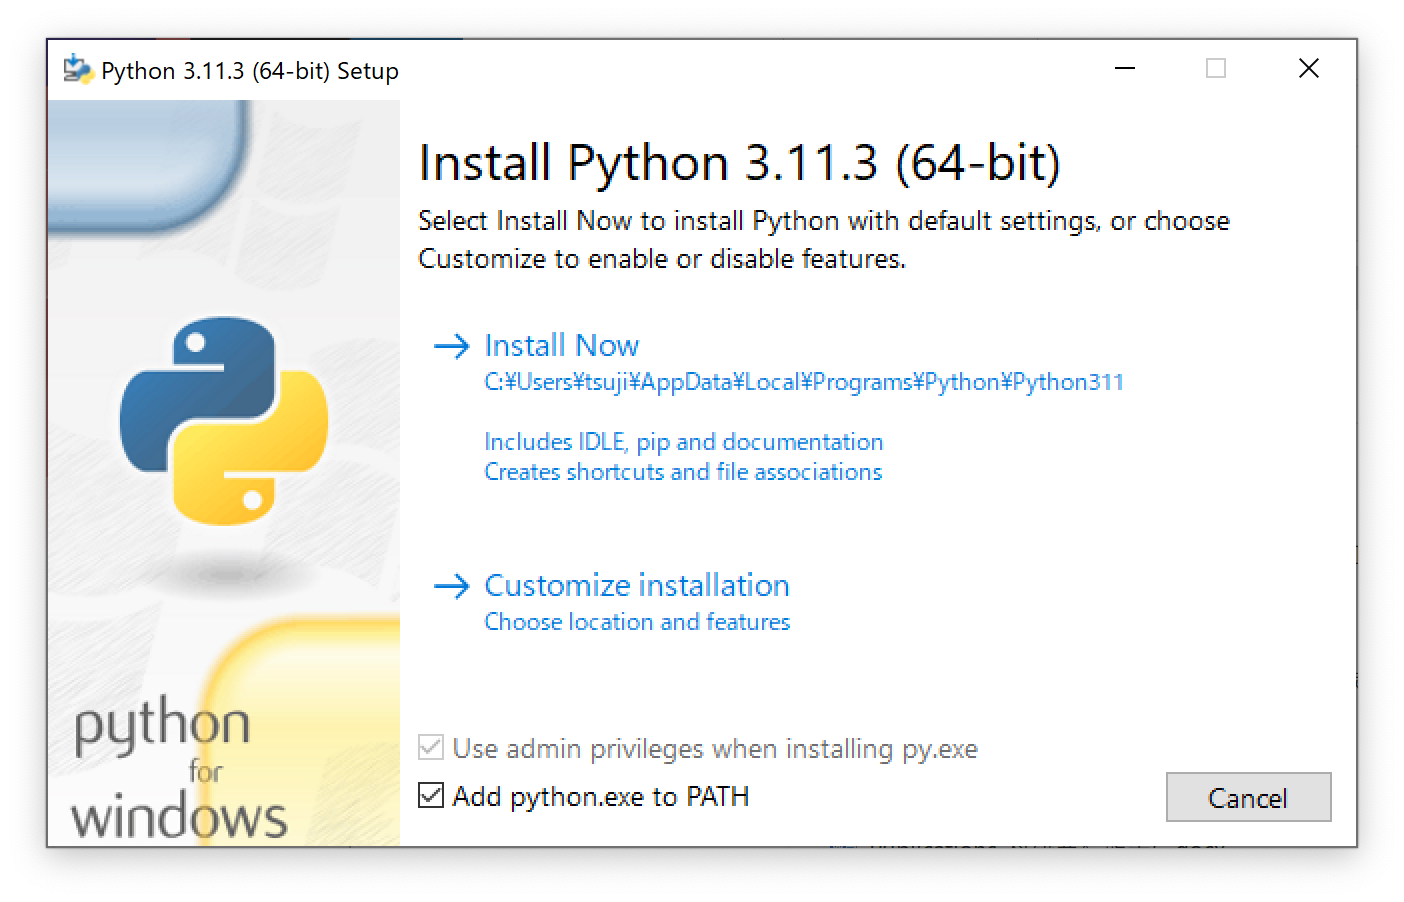 Python 3.11.3 (64-bit) Setup
Install Python 3.11.3 (64-bit)
Select Install Now to install Python with default settings, or choose
Customize to enable or disable features.
Install Now
C:¥Users¥tsuji¥AppData¥Local¥Programs¥Python¥Python311
Includes IDLE, pip and documentation
Creates shortcuts and file associations
Customize installation
Choose location and features
Use admin privileges when installing py.exe
Add python.exe to PATH
Cancel
python
for
windows